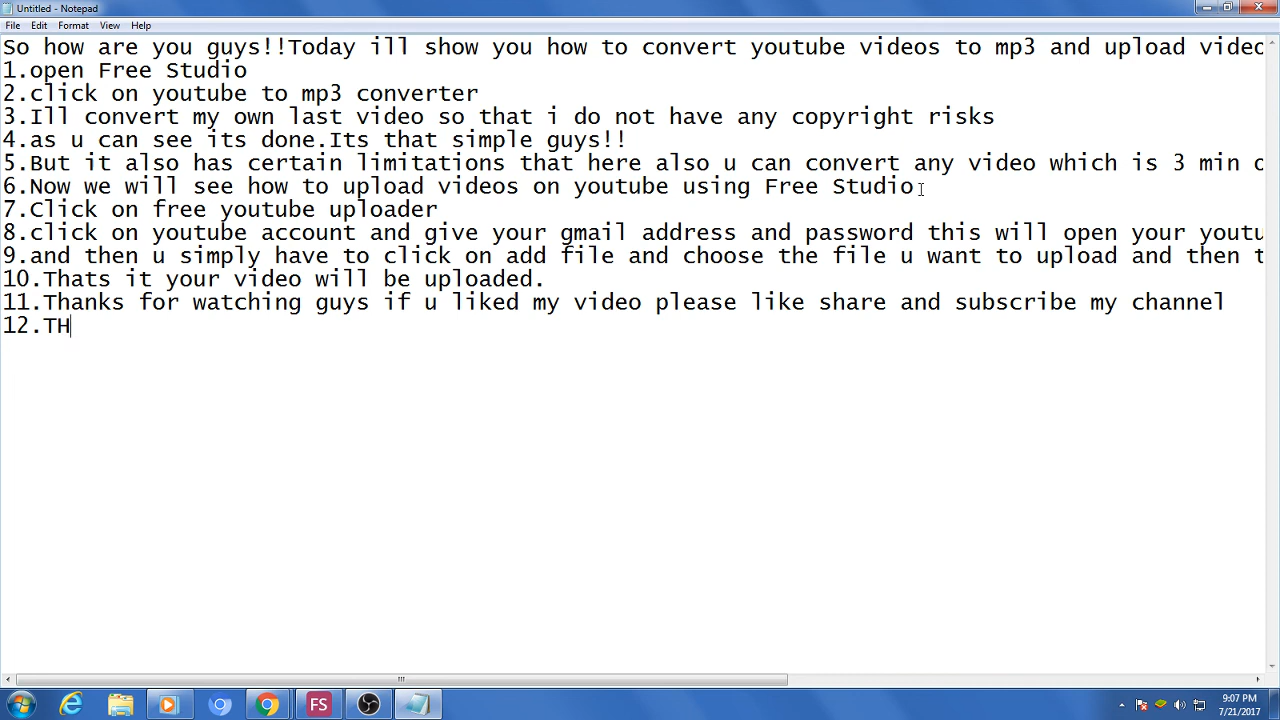 Untitled - Notepad
File Edit Format View Help
So how are you guys!!Today ill show you how to convert youtube videos to mp3 and upload video
1.open Free Studio
2.click on youtube to mp3 converter
3.Ill convert my own last video so that i do not have any copyright risks
4.as u can see its done.Its that simple guys!!
5.But it also has certain limitations that here also u can convert any video which is 3 min
6.Now we will see how to upload videos on youtube using Free Studio
7.Click on free youtube uploader
8.click on youtube account and give your gmail address and password this will open your youtu
9.and then u simply have to click on add file and choose the file u want to upload and then t
10.Thats it your video will be uploaded.
11.Thanks for watching guys if u liked my video please like share and subscribe my channel
12.TH
FS
9:07 PM
7/21/2017